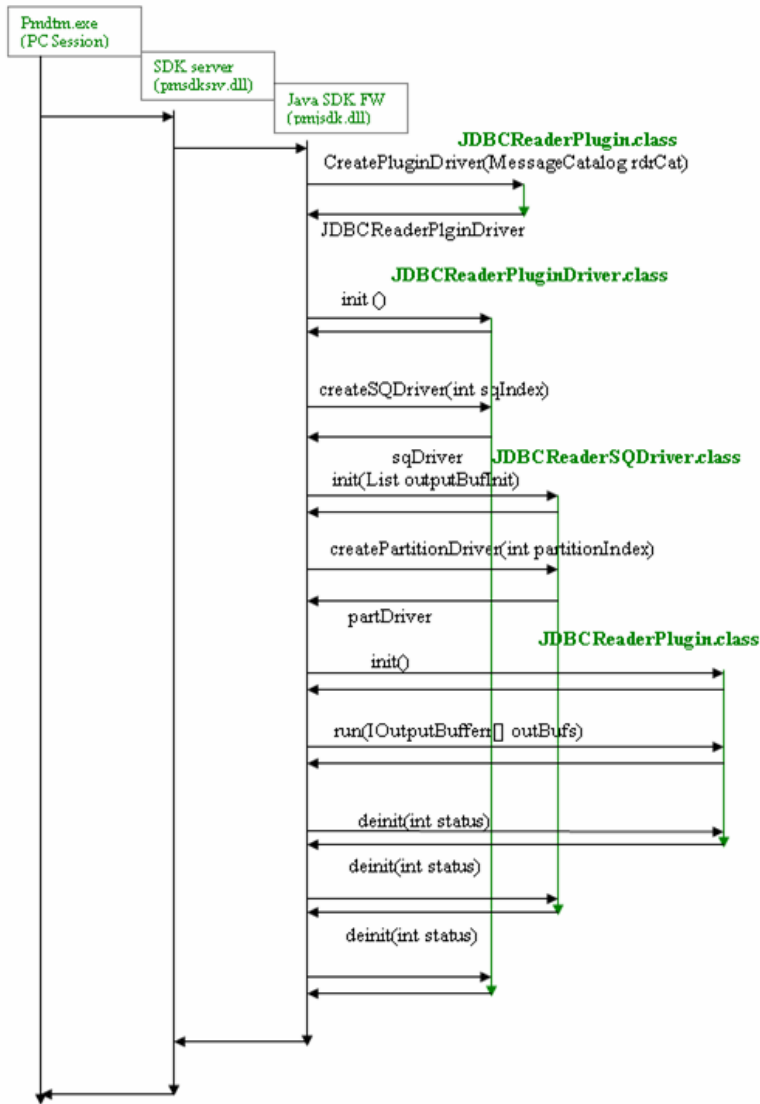 Pmdtm.exe
(PC Session)
SDK server
(pmsdksrv.dll)
Java SDK FW
(pmjsdk.dll)
JDBCReaderPlugin.class
CreatePluginDriver(MessageCatalog rdrCat)
JDBCReaderPlginDriver
JDBCReaderPluginDriver.class
init ()
createSQDriver(int sqIndex)
sqDriver
JDBCReaderSQDriver.class
init(List outputBufInit)
createPartitionDriver(int partitionIndex)
partDriver
JDBCReaderPlugin.class
init()
run(IOutputBufferr[] outBufs)
deinit(int status)
deinit(int status)
deinit(int status)